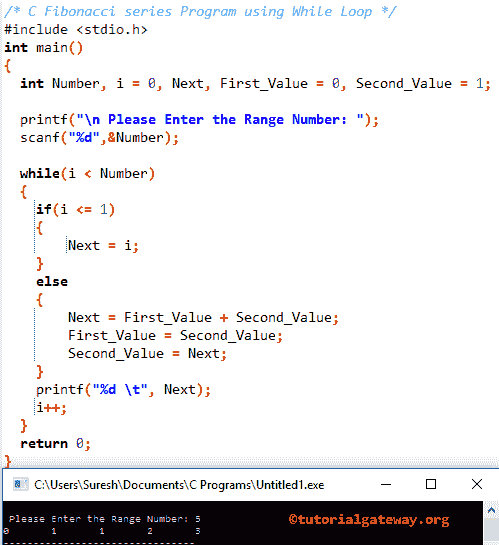 /* C Fibonacci series Program using While Loop */
#include <stdio.h>
int main()
{
int Number, i = 0, Next, First_Value = 0, Second_Value = 1;
printf("\n Please Enter the Range Number: ");
scanf("%d",&Number);
while(i < Number)
{
if(i <= 1)
{
Next = i;
}
else
{
Next = First_Value + Second_Value;
First_Value = Second_Value;
Second_Value = Next;
}
printf("%d \t", Next);
i++;
}
return 0;
}
C:\Users\Suresh\Documents\C Programs\Untitled1.exe
Please Enter the Range Number: 5
©tutorialgateway.org
0 1 1 2 3
--------------------------------